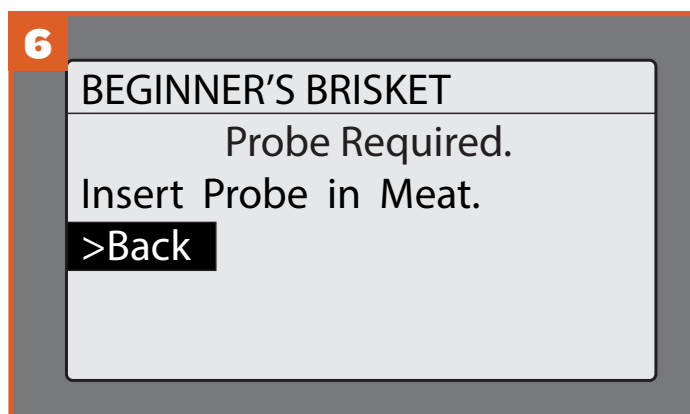 6
BEGINNER’S BRISKET
Probe Required.
Insert Probe in Meat.
>Back